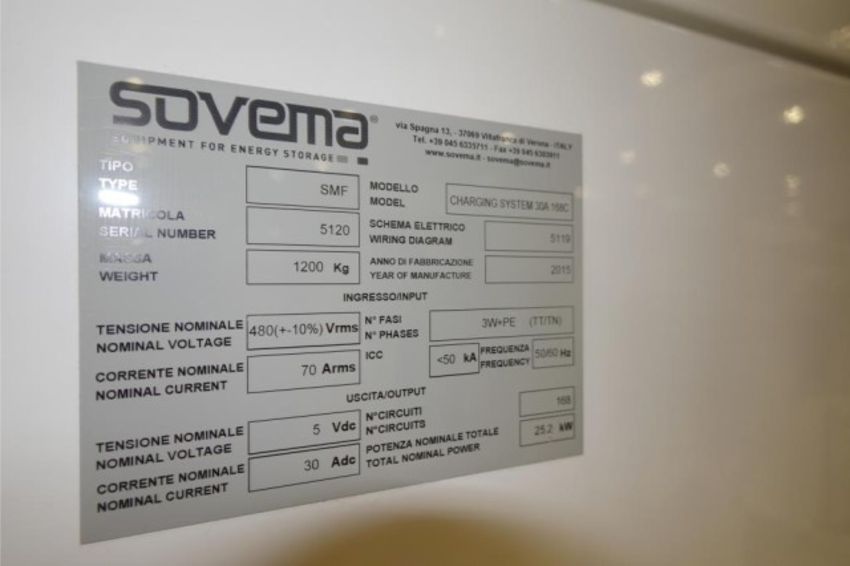 SOVEMA®
EQUIPMENT FOR ENERGY STORAGE
via Spagna 13, - 37069 Villafranca di Verona - ITALY
Tel. +39 045 6335711 - Fax +39 045
www.sovema.it - sovema@sovema.it
TIPO
TYPE
SMF
MODELLO
MODEL
CHARGING SYSTEM 30A 168C
MATRICOLA
SERIAL NUMBER
5120
SCHEMA ELETTRICO
WIRING DIAGRAM
5119
MASSA
WEIGHT
1200 Kg
ANNO DI FABBRICAZIONE
YEAR OF MANUFACTURE
2015
INGRESSO/INPUT
TENSIONE NOMINALE
NOMINAL VOLTAGE
480(+-10%) Vrms
N° FASI
N° PHASES
3W+PE (TT/TN)
CORRENTE NOMINALE
NOMINAL CURRENT
70 Arms
ICC
<50 kA
FREQUENZA
FREQUENCY
50/60 Hz
USCITA/OUTPUT
TENSIONE NOMINALE
NOMINAL VOLTAGE
5 Vdc
N°CIRCUITI
N°CIRCUITS
168
CORRENTE NOMINALE
NOMINAL CURRENT
30 Adc
POTENZA NOMINALE TOTALE
TOTAL NOMINAL POWER
25.2 kW